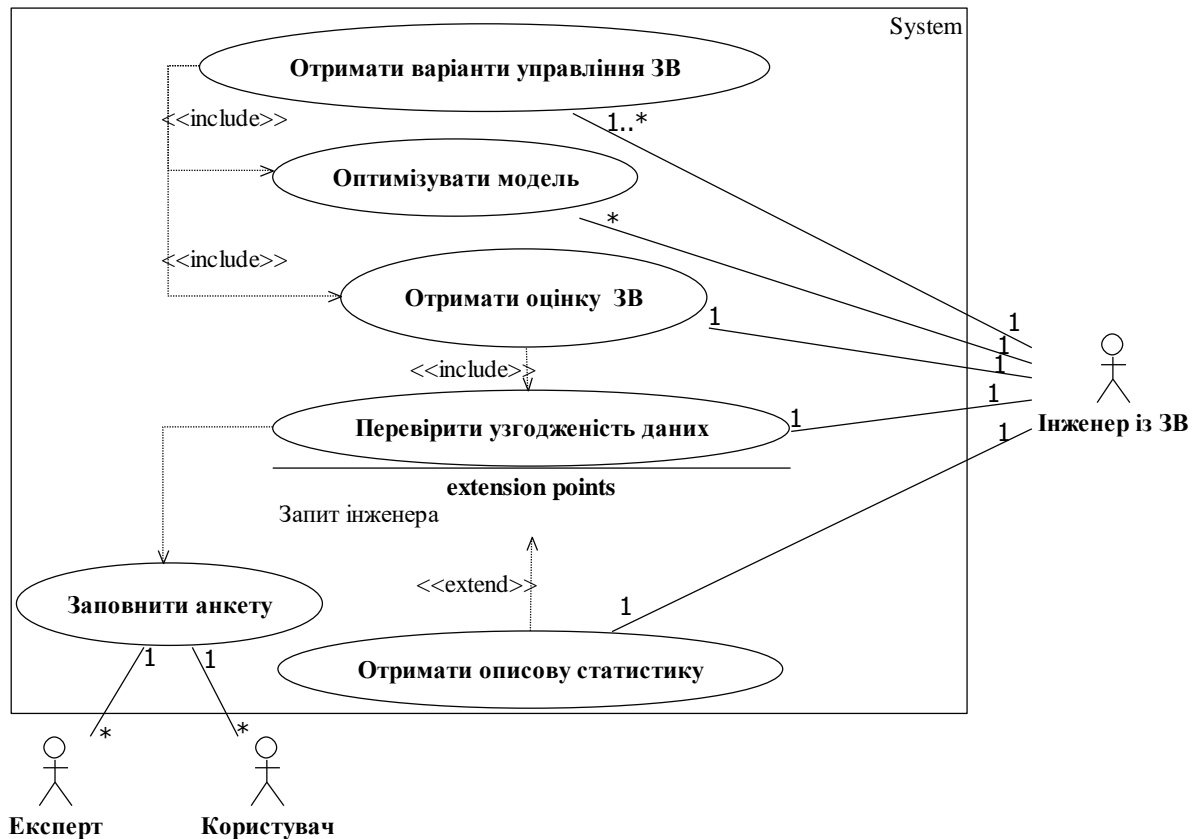 System
Отримати варіанти управління ЗВ
<<include>>
1..*
Оптимізувати модель
*
<<include>>
Отримати оцінку ЗВ
1
1
1
1
<<include>>
1
1
Перевірити узгодженість даних
Інженер із ЗВ
1
extension points
Запит інженера
<<extend>>
Заповнити анкету
1
1
1
Отримати описову статистику
*
*
Експерт
Користувач